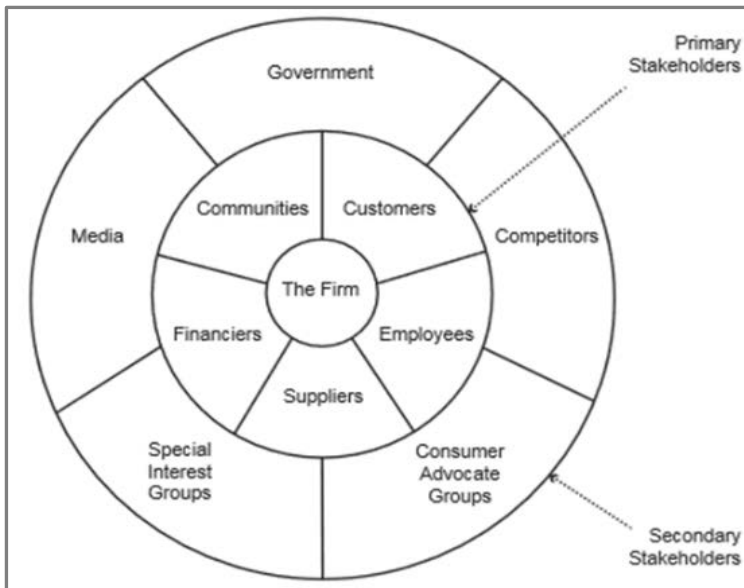 Primary
Stakeholders
Government
Communities
Customers
Media
Competitors
The Firm
Financiers
Employees
Suppliers
Special
Interest
Groups
Consumer
Advocate
Groups
Secondary
Stakeholders